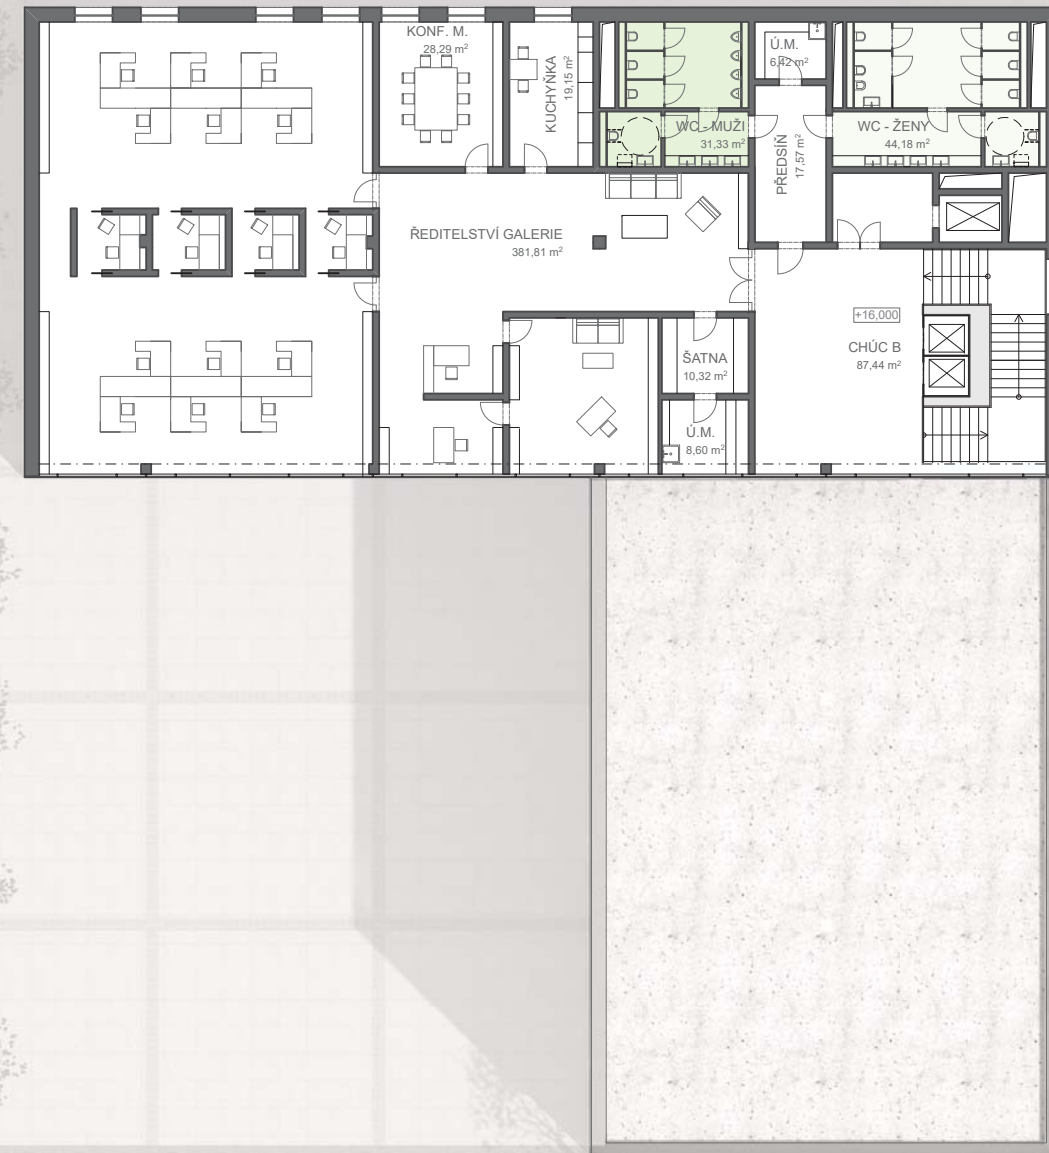 KONF. M.
28,29 m²
KUCHYŇKA
19,15 m²
Ú.M.
6,42 m²
WC - MUŽI
31,33 m²
PŘEDSÍŇ
17,57 m²
WC - ŽENY
44,18 m²
ŘEDITELSTVÍ GALERIE
381,81 m²
+16,000
CHÚC B
87,44 m²
ŠATNA
10,32 m²
Ú.M.
8,60 m²